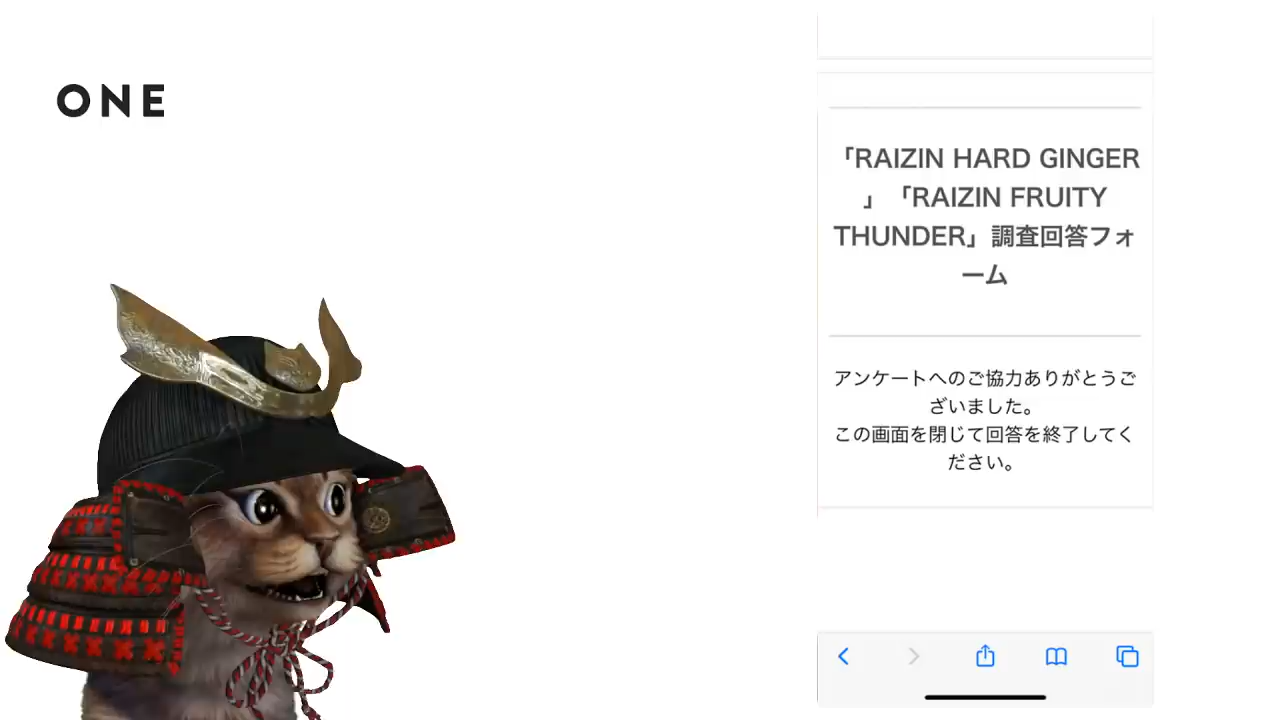 ONE
「RAIZIN HARD GINGER
」「RAIZIN FRUITY
THUNDER」調査回答フォ
ーム
アンケートへのご協力ありがとうご
ざいました。
この画面を閉じて回答を終了してく
ださい。